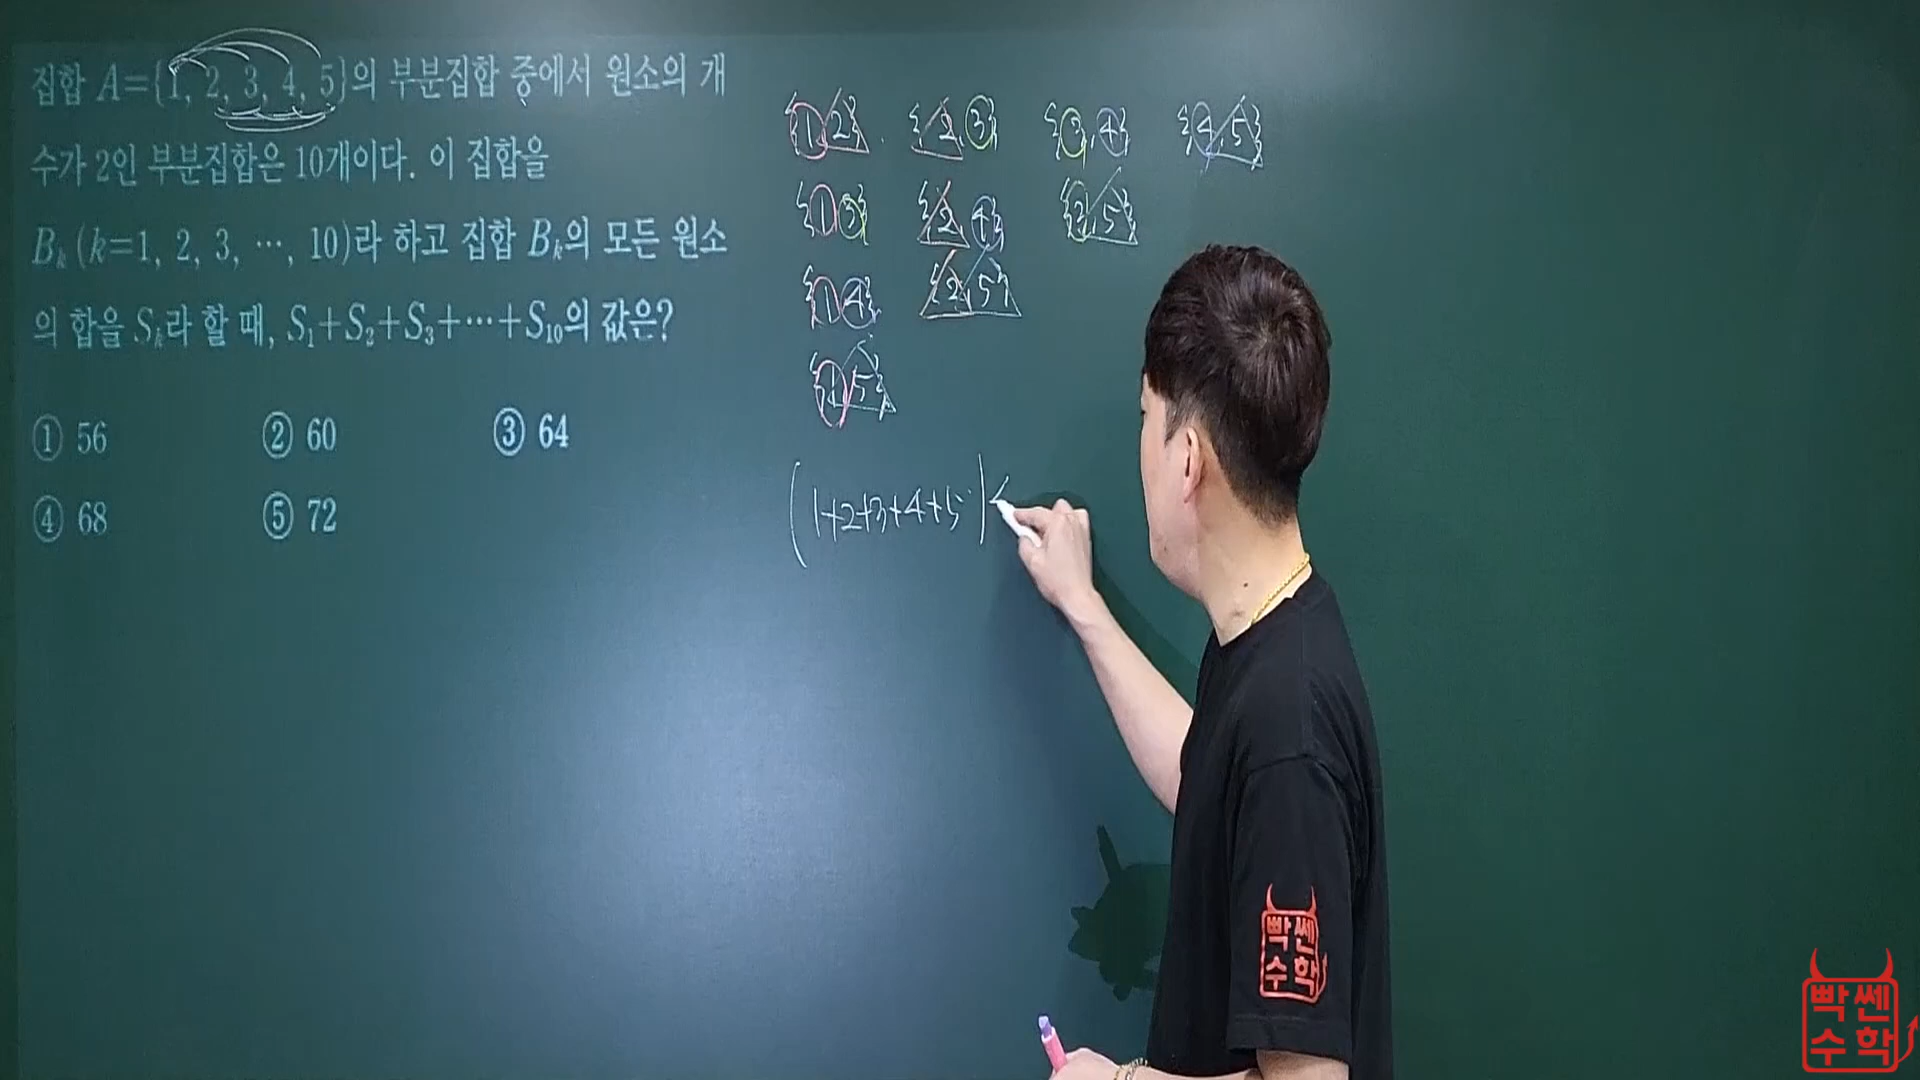 집합 A={1, 2, 3, 4, 5}의 부분집합 중에서 원소의 개
수가 2인 부분집합은 10개이다. 이 집합을
Bₖ (k=1, 2, 3, ⋯, 10)라 하고 집합 Bₖ의 모든 원소
의 합을 Sₖ라 할 때, S₁+S₂+S₃+⋯+S₁₀의 값은?
① 56 ② 60 ③ 64
④ 68 ⑤ 72
{1, 2} {2, 3} {3, 4} {4, 5}
{1, 3} {2, 4} {3, 5}
{1, 4} {2, 5}
{1, 5}
(1+2+3+4+5)
빡쎈
수학
빡쎈
수학